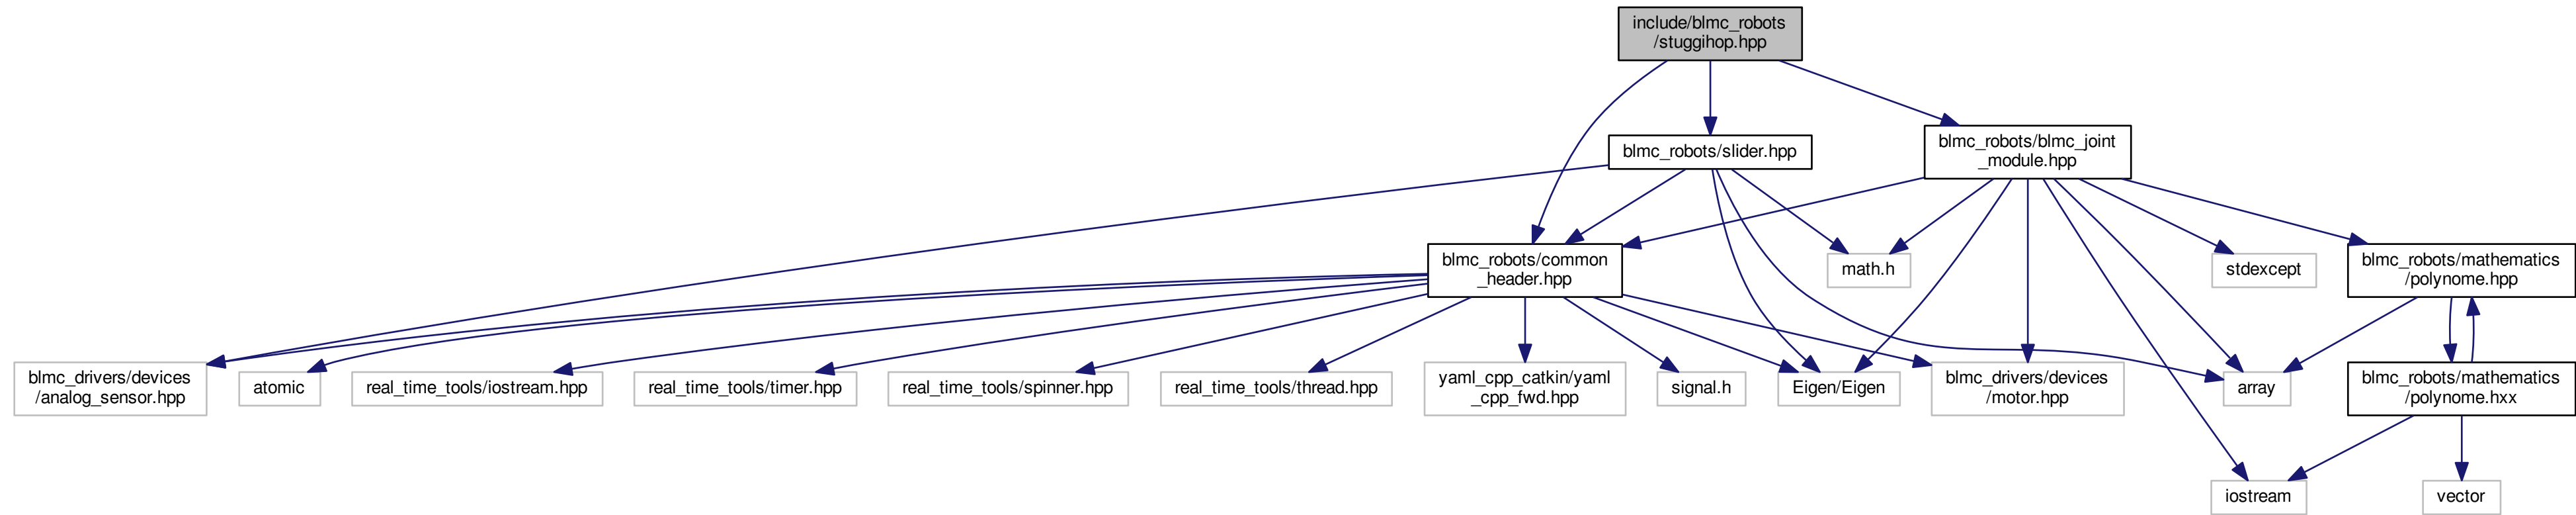 include/blmc_robots
/stuggihop.hpp
blmc_robots/slider.hpp
blmc_robots/blmc_joint
_module.hpp
blmc_robots/common
_header.hpp
math.h
stdexcept
blmc_robots/mathematics
/polynome.hpp
blmc_drivers/devices
/analog_sensor.hpp
atomic
real_time_tools/iostream.hpp
real_time_tools/timer.hpp
real_time_tools/spinner.hpp
real_time_tools/thread.hpp
yaml_cpp_catkin/yaml
_cpp_fwd.hpp
signal.h
Eigen/Eigen
blmc_drivers/devices
/motor.hpp
array
blmc_robots/mathematics
/polynome.hxx
iostream
vector